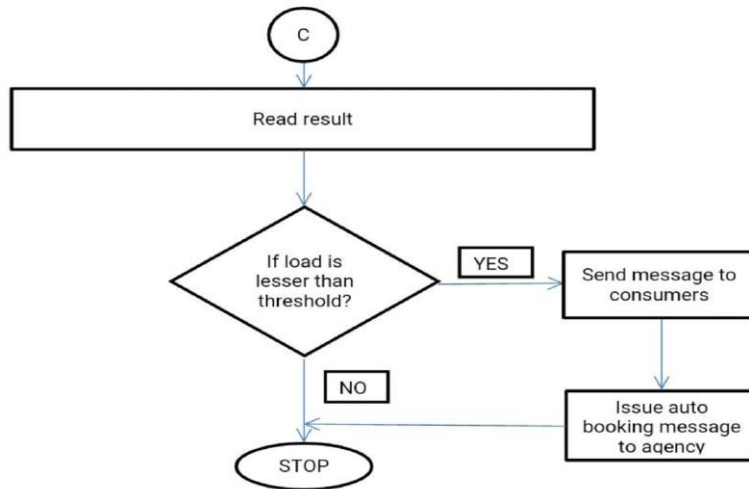 C
Read result
If load is
lesser than
threshold?
YES
Send message to
consumers
NO
Issue auto
booking message
to agency
STOP